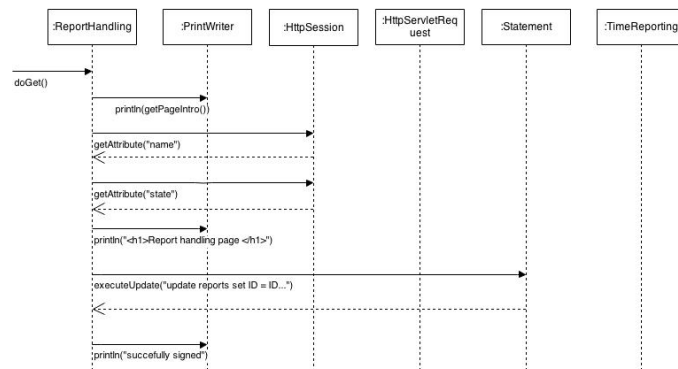 :ReportHandling
:PrintWriter
:HttpSession
:HttpServletReq
uest
:Statement
:TimeReporting
doGet()
println(getPageIntro())
getAttribute("name")
getAttribute("state")
println("<h1>Report handling page </h1>")
executeUpdate("update reports set ID = ID...")
println("succefully signed")